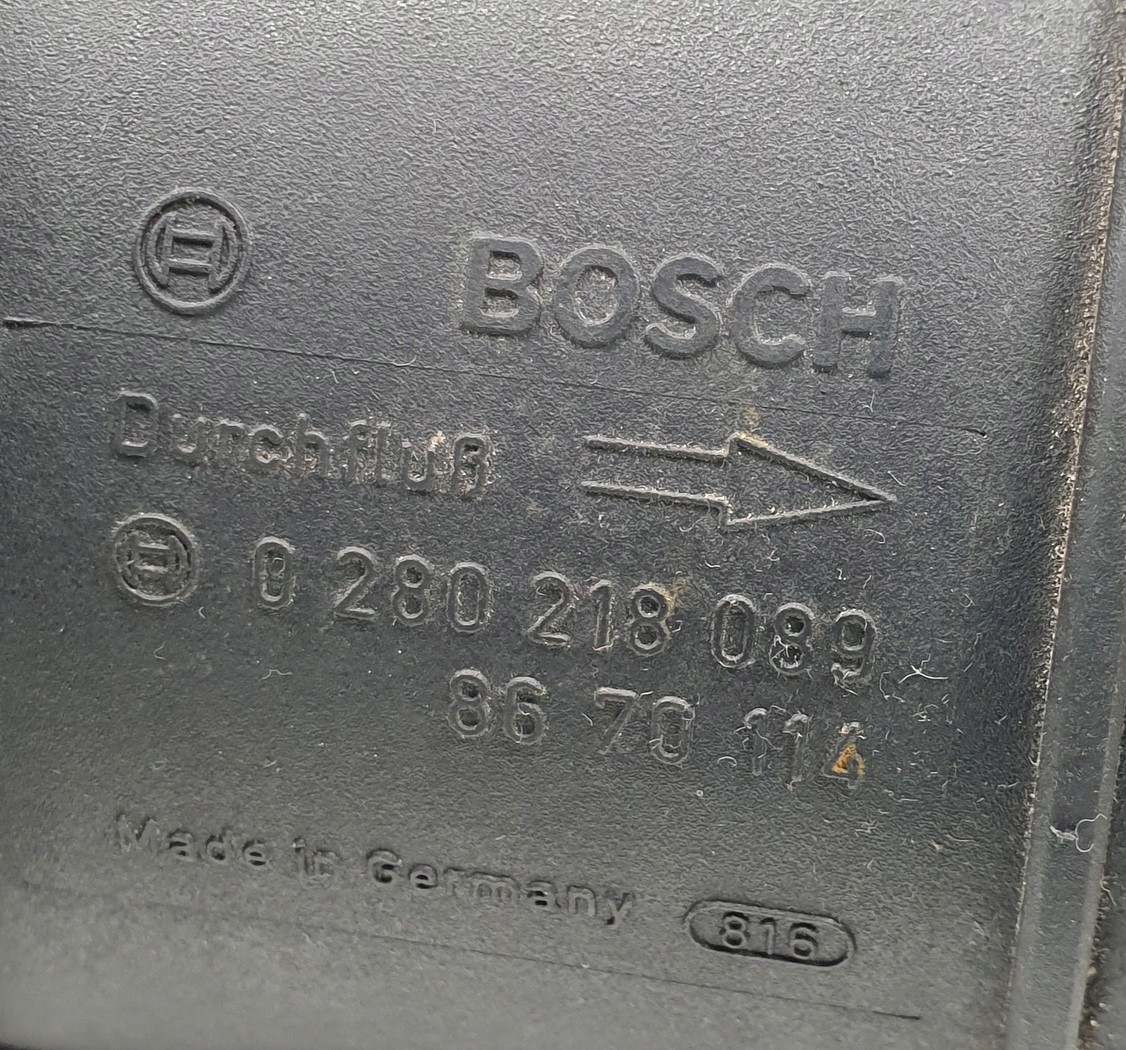 BOSCH
Durchfluß
0 280 218 089
86 70 114
Made in Germany 816